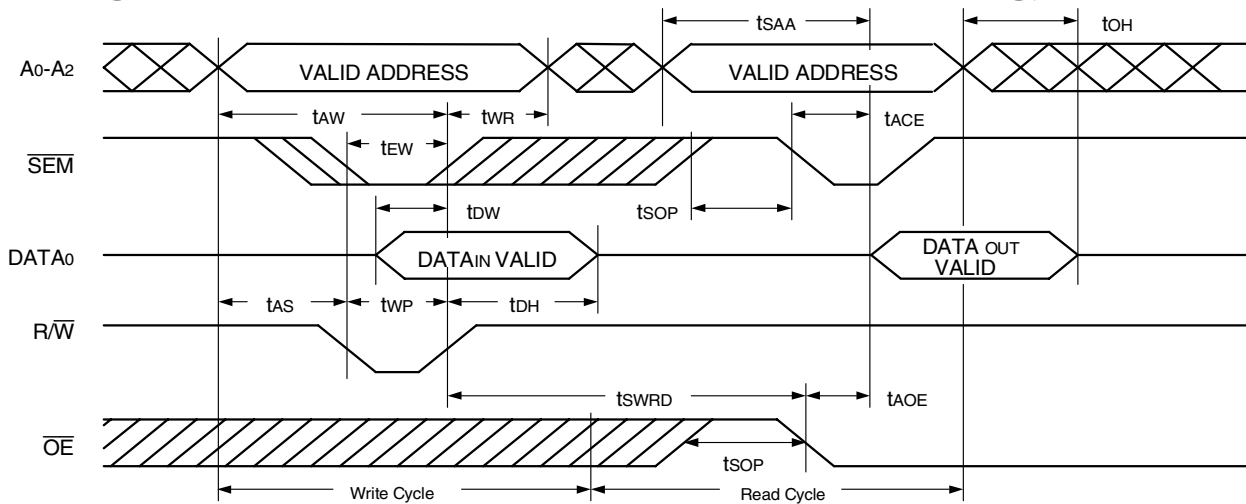 tSAA
tOH
A0-A2
VALID ADDRESS
VALID ADDRESS
tAW
tWR
tACE
tEW
SEM
tDW
tSOP
DATA0
DATAIN VALID
DATA OUT
VALID
tAS
tWP
tDH
R/W
tSWRD
tAOE
OE
tSOP
Write Cycle
Read Cycle